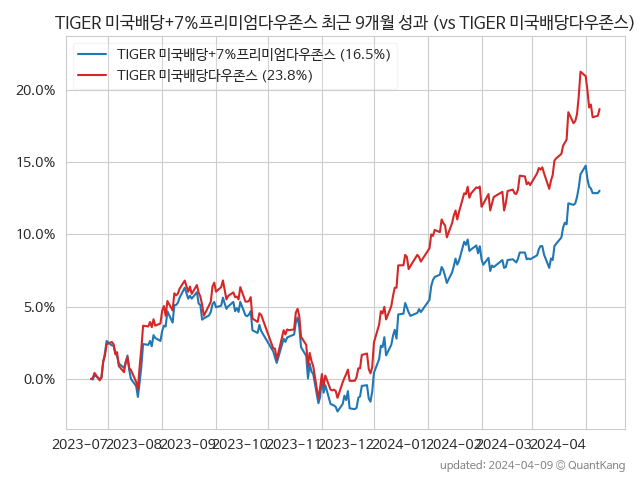 TIGER 미국배당+7%프리미엄다우존스 최근 9개월 성과 (vs TIGER 미국배당다우존스)
TIGER 미국배당+7%프리미엄다우존스 (16.5%)
TIGER 미국배당다우존스 (23.8%)
20.0%
15.0%
10.0%
5.0%
0.0%
2023-07 2023-08 2023-09 2023-10 2023-11 2023-12 2024-01 2024-02 2024-03 2024-04
updated: 2024-04-09 © QuantKang